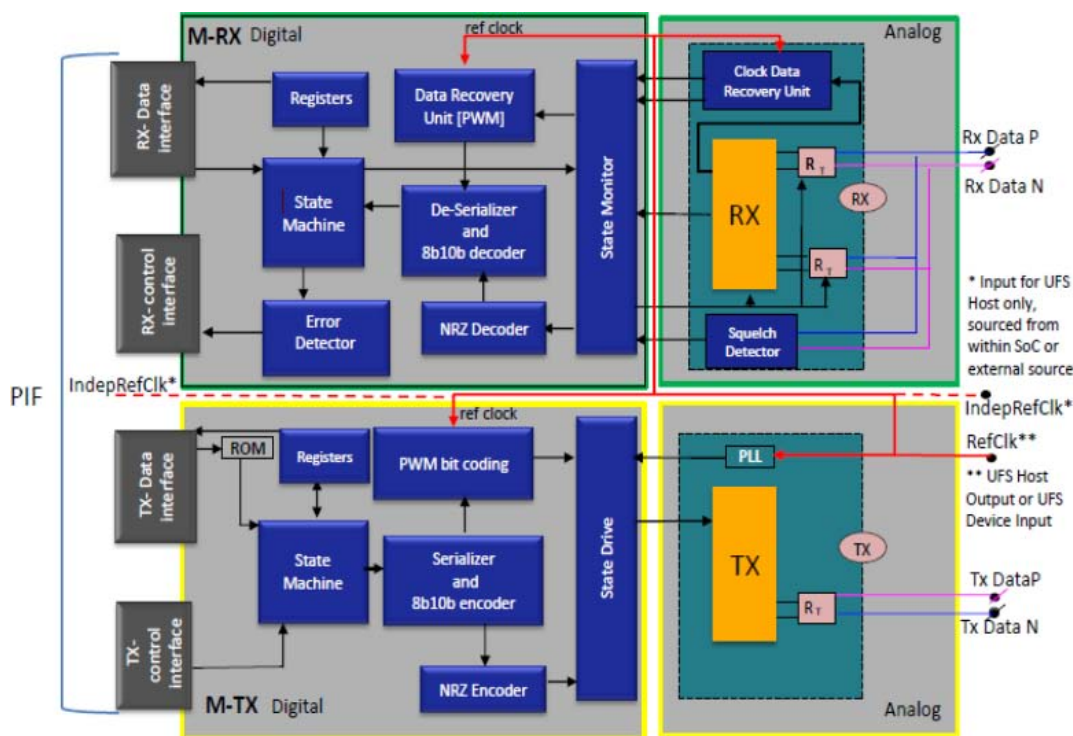 M-RX Digital
ref clock
Analog
RX- Data
interface
Registers
Data Recovery
Unit [PWM]
State Monitor
Clock Data
Recovery Unit
Rx Data P
Rx Data N
RT
RX
RX
State
Machine
De-Serializer
and
8b10b decoder
RT
RX-control
interface
Error
Detector
NRZ Decoder
Squelch
Detector
* Input for UFS
Host only,
sourced from
within SoC or
external source
PIF
IndepRefClk*
IndepRefClk*
ref clock
RefClk**
** UFS Host
Output or UFS
Device Input
TX- Data
interface
ROM
Registers
PWM bit coding
State Drive
PLL
State
Machine
Serializer
and
8b10b encoder
TX
TX
RT
Tx DataP
Tx Data N
TX-
control
interface
NRZ Encoder
M-TX Digital
Analog